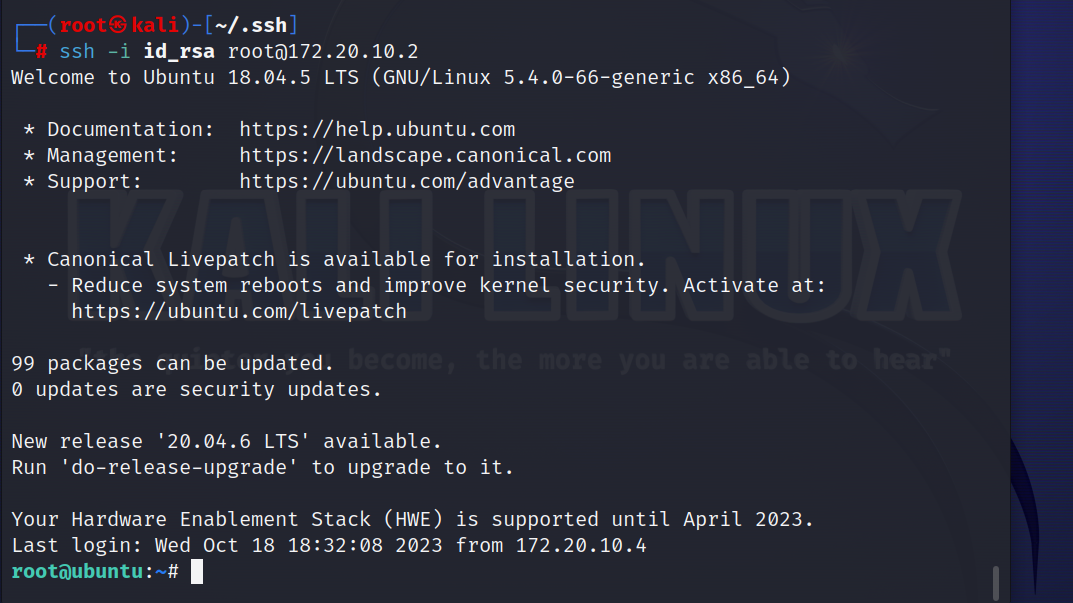 ┌──(root㉿kali)-[~/.ssh]
└─# ssh -i id_rsa root@172.20.10.2
Welcome to Ubuntu 18.04.5 LTS (GNU/Linux 5.4.0-66-generic x86_64)
* Documentation:  https://help.ubuntu.com
* Management:     https://landscape.canonical.com
* Support:        https://ubuntu.com/advantage
KALI LINUX
* Canonical Livepatch is available for installation.
- Reduce system reboots and improve kernel security. Activate at:
https://ubuntu.com/livepatch
"the quieter you become, the more you are able to hear"
99 packages can be updated.
0 updates are security updates.
New release '20.04.6 LTS' available.
Run 'do-release-upgrade' to upgrade to it.
Your Hardware Enablement Stack (HWE) is supported until April 2023.
Last login: Wed Oct 18 18:32:08 2023 from 172.20.10.4
root@ubuntu:~#